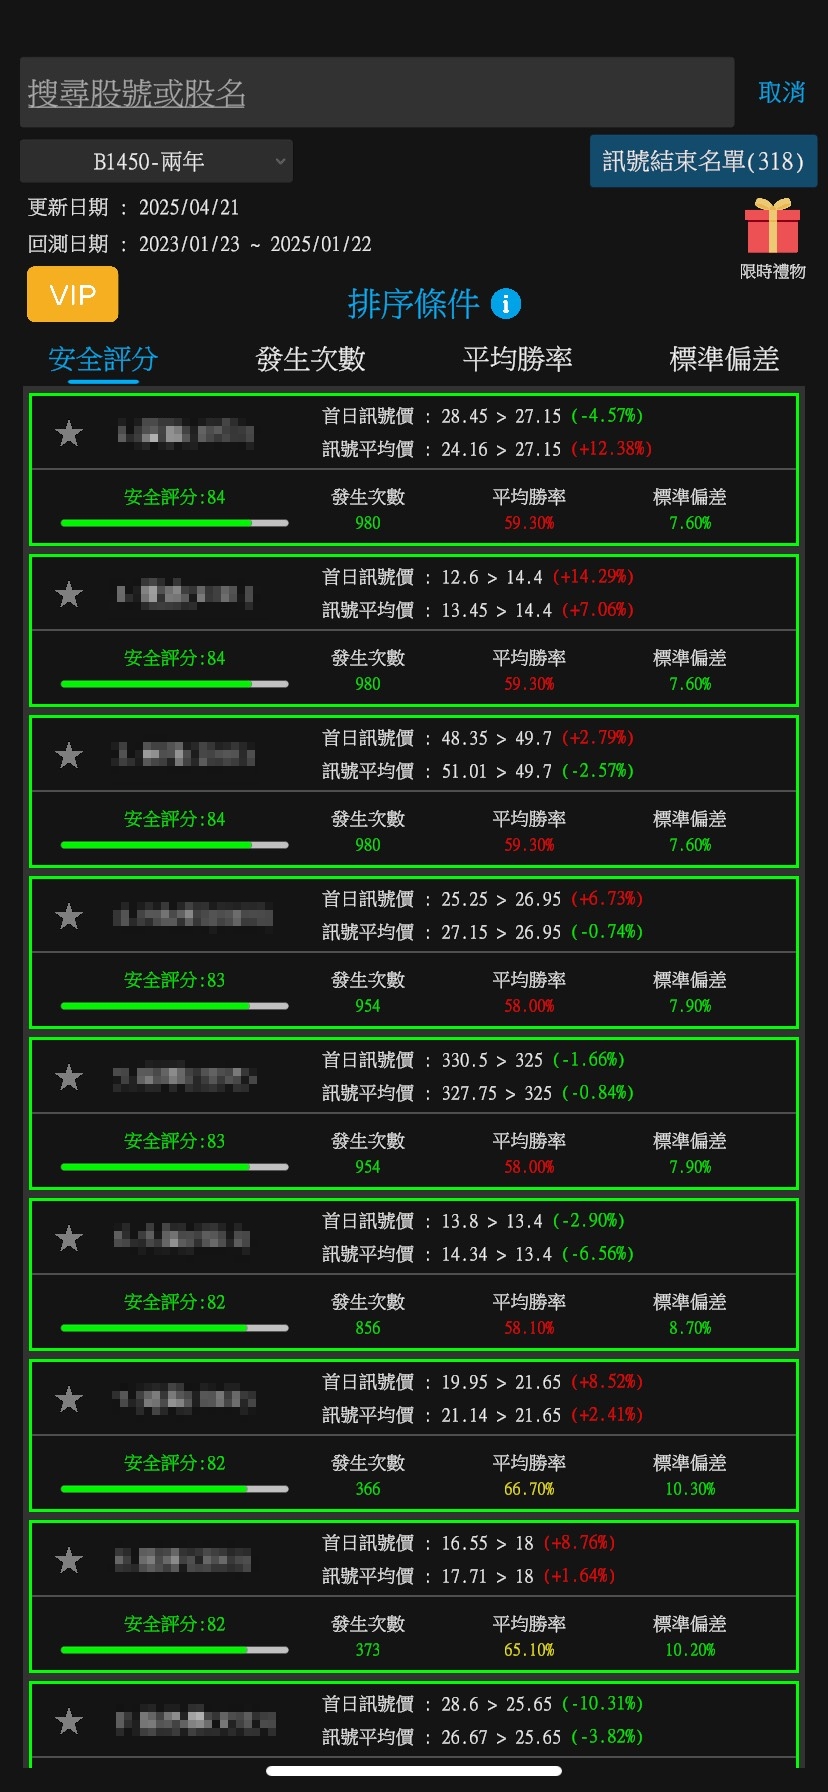 搜尋股號或股名
取消
B1450-兩年
訊號結束名單(318)
更新日期 : 2025/04/21
回測日期 : 2023/01/23 ~ 2025/01/22
限時禮物
VIP
排序條件 i
安全評分 發生次數 平均勝率 標準偏差
首日訊號價 : 28.45 > 27.15 (-4.57%)
訊號平均價 : 24.16 > 27.15 (+12.38%)
安全評分:84 發生次數 平均勝率 標準偏差
980 59.30% 7.60%
首日訊號價 : 12.6 > 14.4 (+14.29%)
訊號平均價 : 13.45 > 14.4 (+7.06%)
安全評分:84 發生次數 平均勝率 標準偏差
980 59.30% 7.60%
首日訊號價 : 48.35 > 49.7 (+2.79%)
訊號平均價 : 51.01 > 49.7 (-2.57%)
安全評分:84 發生次數 平均勝率 標準偏差
980 59.30% 7.60%
首日訊號價 : 25.25 > 26.95 (+6.73%)
訊號平均價 : 27.15 > 26.95 (-0.74%)
安全評分:83 發生次數 平均勝率 標準偏差
954 58.00% 7.90%
首日訊號價 : 330.5 > 325 (-1.66%)
訊號平均價 : 327.75 > 325 (-0.84%)
安全評分:83 發生次數 平均勝率 標準偏差
954 58.00% 7.90%
首日訊號價 : 13.8 > 13.4 (-2.90%)
訊號平均價 : 14.34 > 13.4 (-6.56%)
安全評分:82 發生次數 平均勝率 標準偏差
856 58.10% 8.70%
首日訊號價 : 19.95 > 21.65 (+8.52%)
訊號平均價 : 21.14 > 21.65 (+2.41%)
安全評分:82 發生次數 平均勝率 標準偏差
366 66.70% 10.30%
首日訊號價 : 16.55 > 18 (+8.76%)
訊號平均價 : 17.71 > 18 (+1.64%)
安全評分:82 發生次數 平均勝率 標準偏差
373 65.10% 10.20%
首日訊號價 : 28.6 > 25.65 (-10.31%)
訊號平均價 : 26.67 > 25.65 (-3.82%)